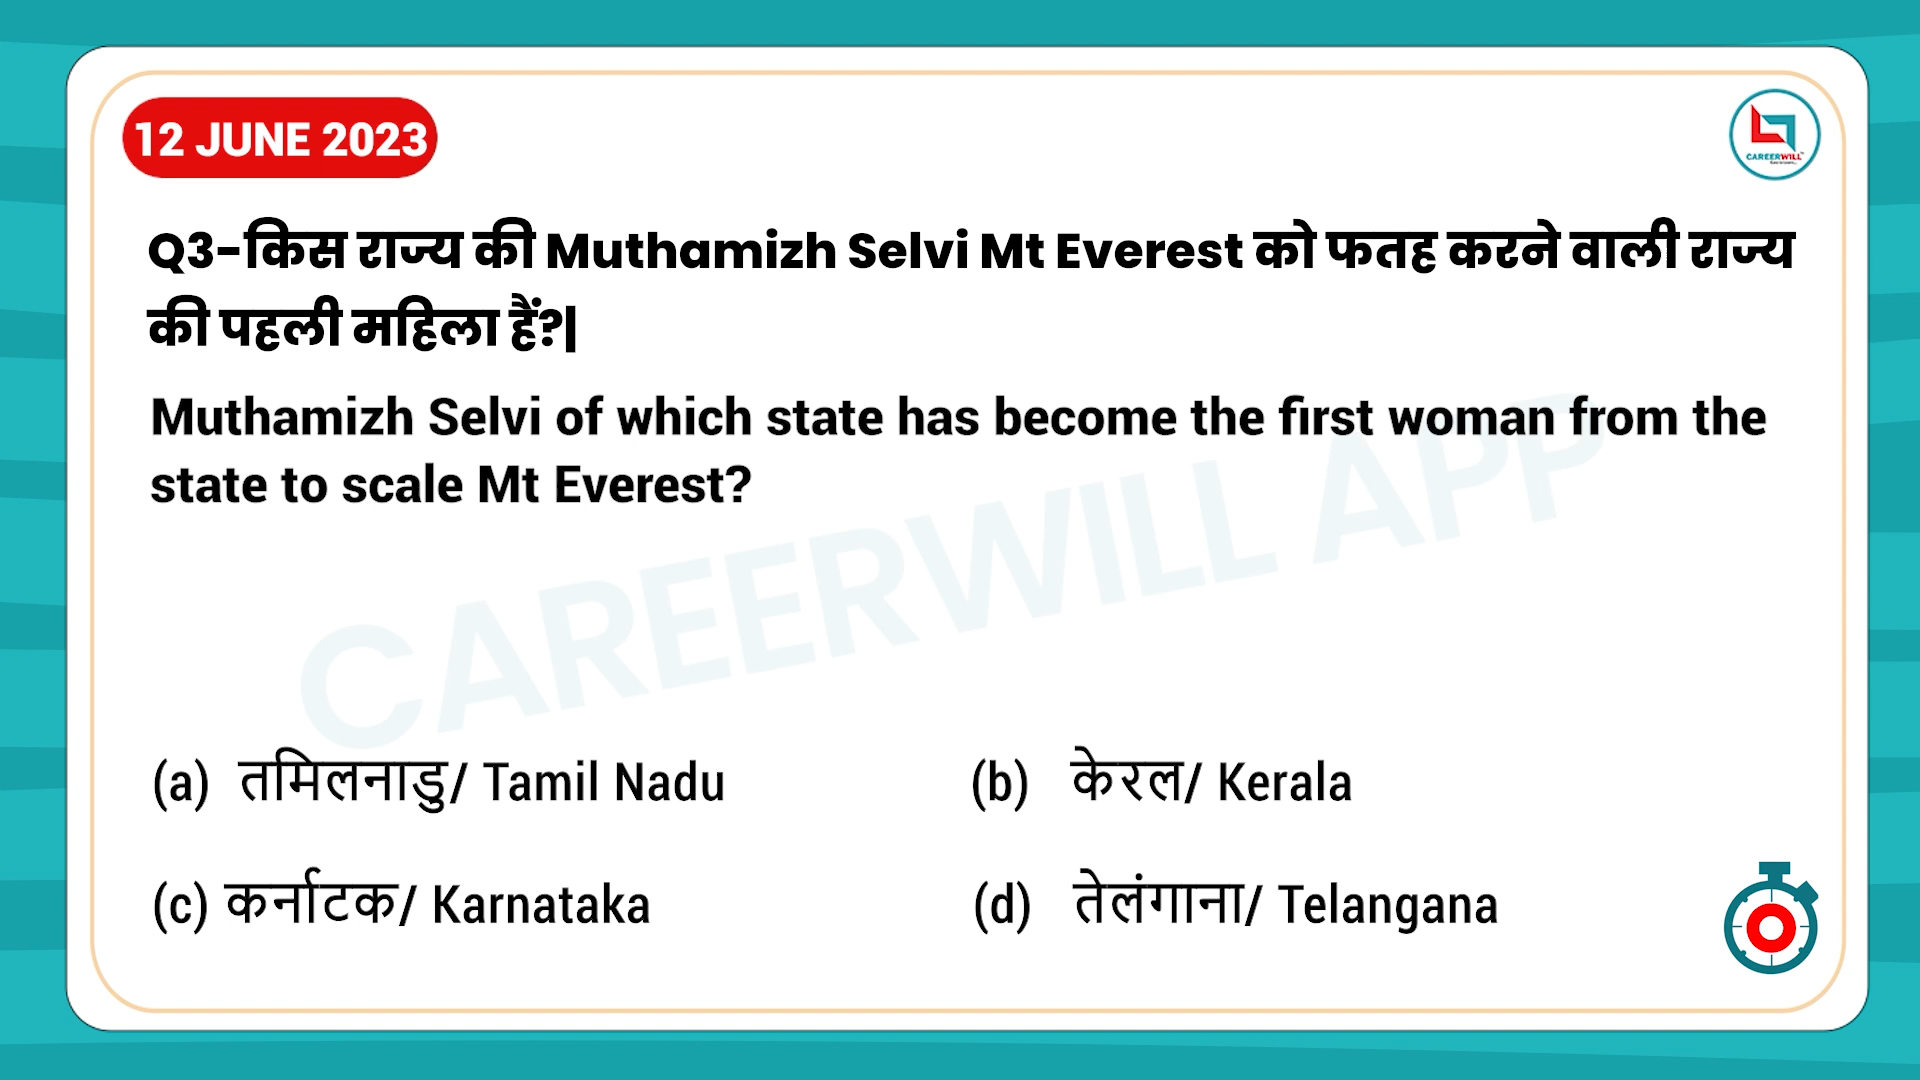 12 JUNE 2023
CAREERWILL
Q3-किस राज्य की Muthamizh Selvi Mt Everest को फतह करने वाली राज्य
की पहली महिला हैं?|
Muthamizh Selvi of which state has become the first woman from the
state to scale Mt Everest?
CAREERWILL APP
(a) तमिलनाडु/ Tamil Nadu
(b) केरल/ Kerala
(c) कर्नाटक/ Karnataka
(d) तेलंगाना/ Telangana